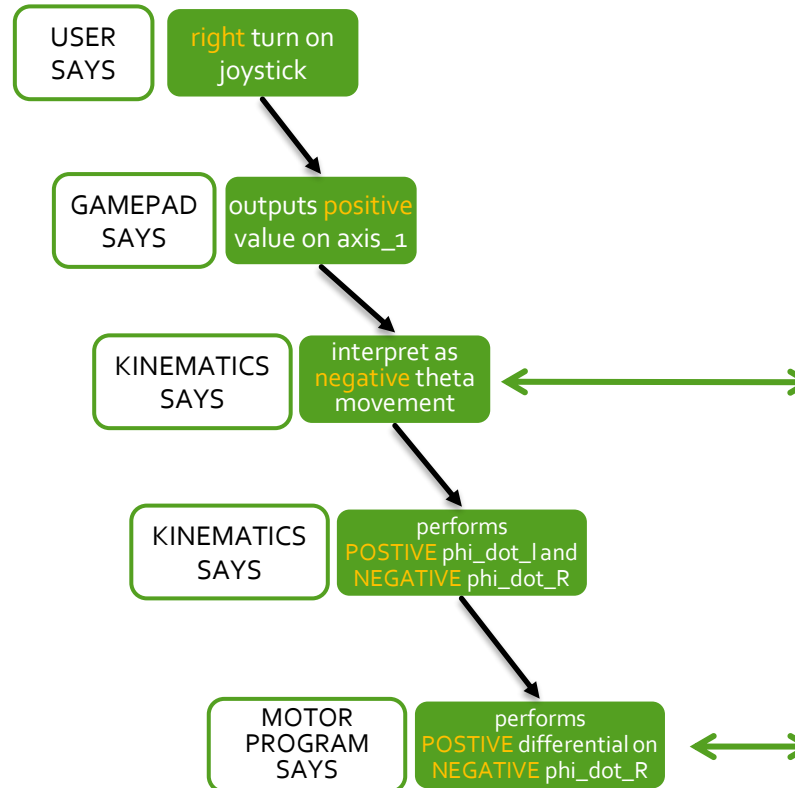 USER
SAYS
right turn on
joystick
GAMEPAD
SAYS
outputs positive
value on axis_1
KINEMATICS
SAYS
interpret as
negative theta
movement
KINEMATICS
SAYS
performs
POSTIVE phi_dot_l and
NEGATIVE phi_dot_R
MOTOR
PROGRAM
SAYS
performs
POSTIVE differential on
NEGATIVE phi_dot_R